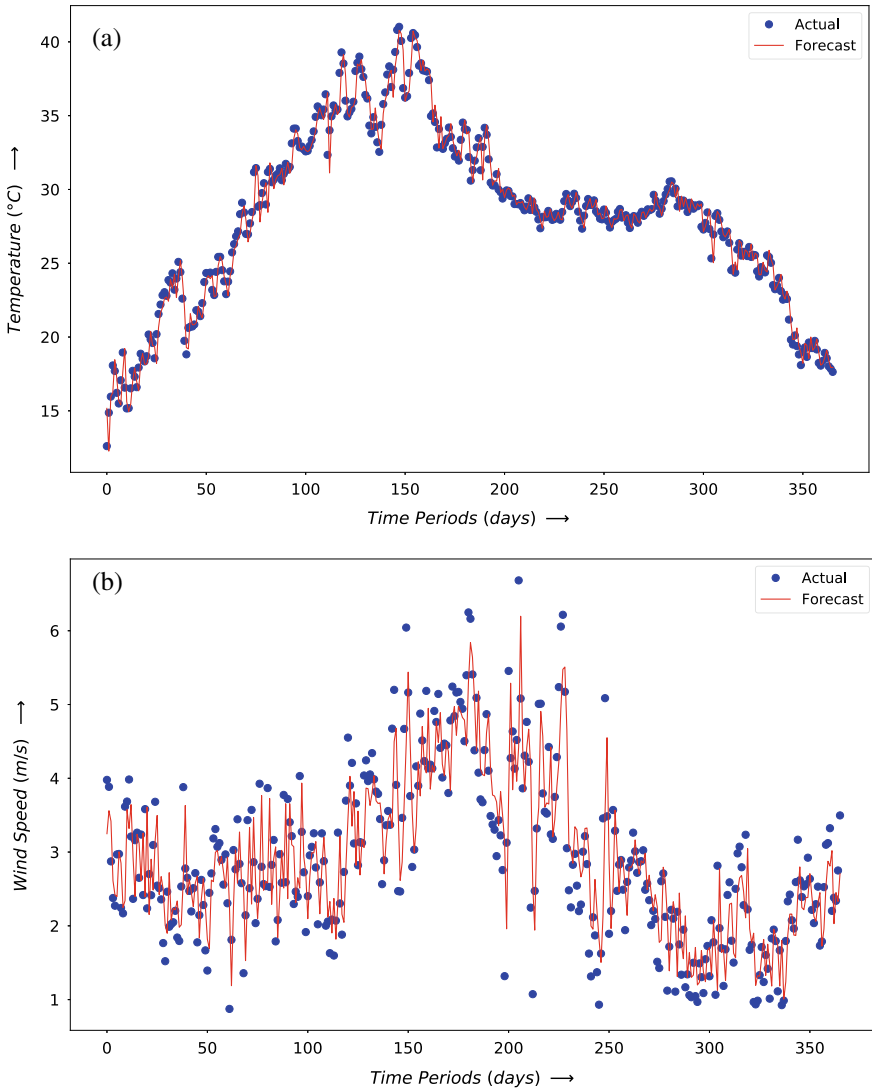 (a)
Actual
Forecast
40
35
30
25
20
15
Temperature (°C) →
0 50 100 150 200 250 300 350
Time Periods (days) →
(b)
Actual
Forecast
6
5
4
3
2
1
Wind Speed (m/s) →
0 50 100 150 200 250 300 350
Time Periods (days) →